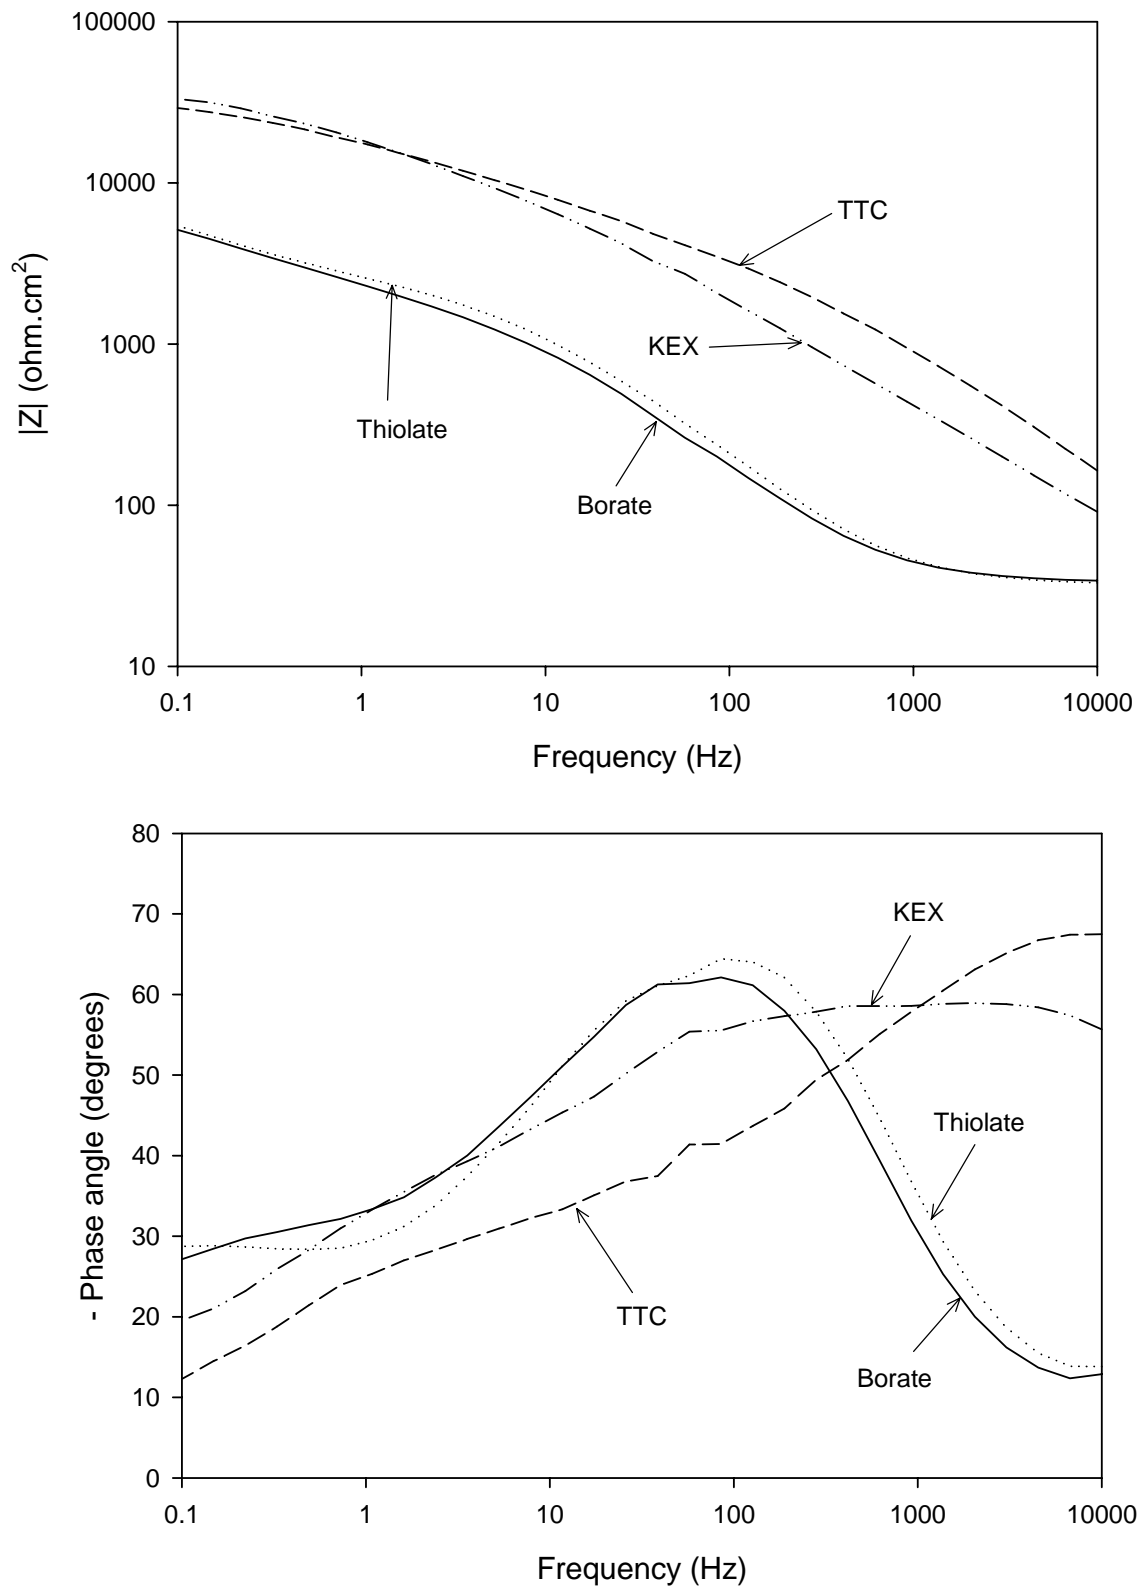 100000
10000
1000
100
10
|Z| (ohm.cm²)
TTC
KEX
Thiolate
Borate
0.1 1 10 100 1000 10000
Frequency (Hz)
80
70
60
50
40
30
20
10
0
- Phase angle (degrees)
KEX
Thiolate
TTC
Borate
0.1 1 10 100 1000 10000
Frequency (Hz)